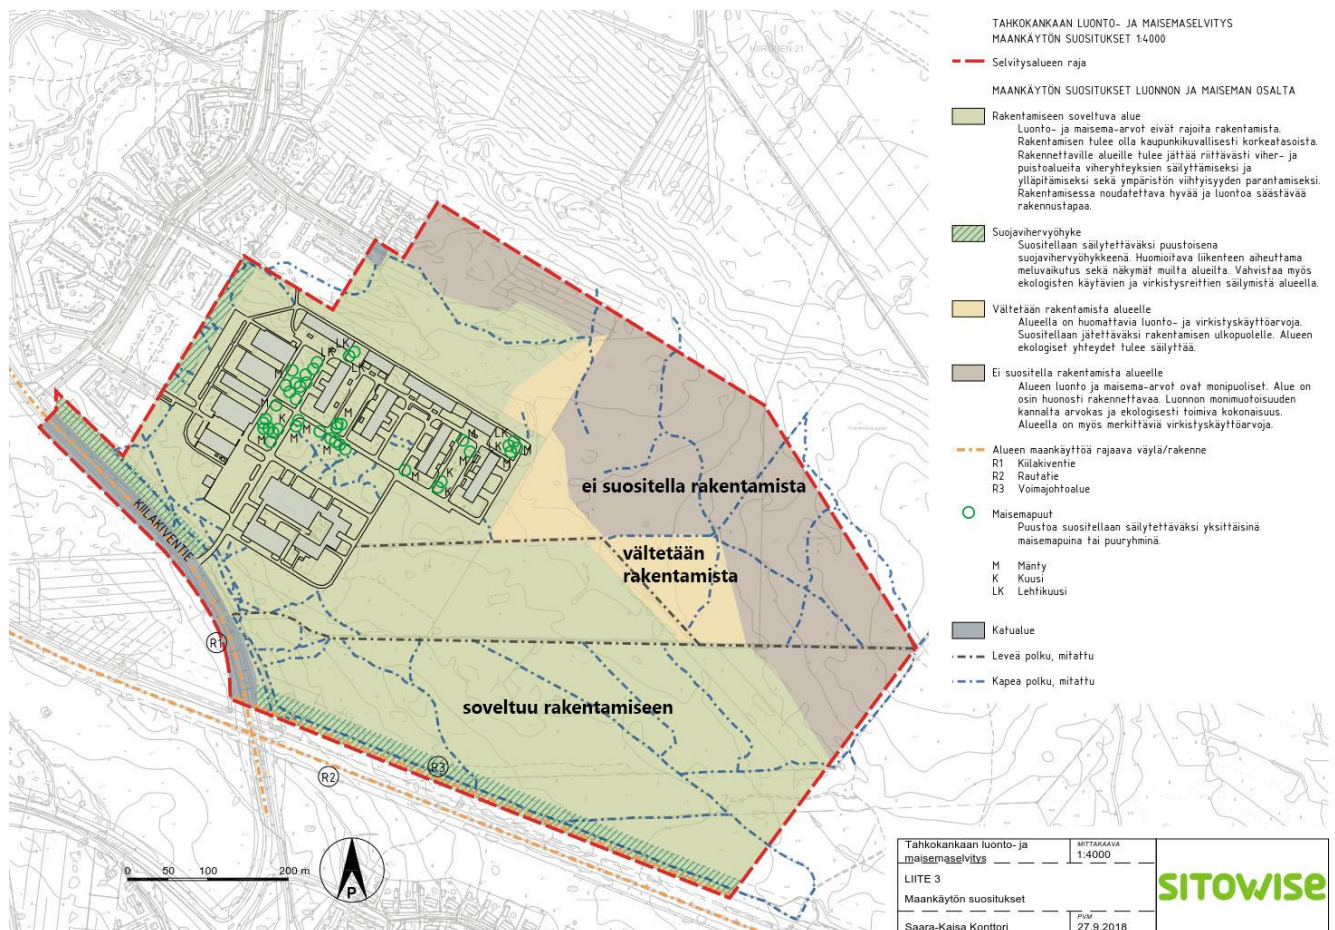 TAHKOKANKAAN LUONTO- JA MAISEMASELVITYS
MAANKÄYTÖN SUOSITUKSET 1:4000
Selvitysalueen raja
MAANKÄYTÖN SUOSITUKSET LUONNON JA MAISEMAN OSALTA
Rakentamiseen soveltuva alue
Luonto- ja maisema-arvot eivät rajoita rakentamista.
Rakentamisen tulee olla kaupunkikuvallisesti korkeatasoista.
Rakennettaville alueille tulee jättää riittävästi viher- ja
puistoalueita viheryhteyksien säilyttämiseksi ja
ylläpitämiseksi sekä ympäristön viihtyisyyden parantamiseksi.
Rakentamisessa noudatettava hyvää ja luontoa säästävää
rakennustapaa.
Suojavihervyöhyke
Suositellaan säilytettäväksi puustoisena
suojavihervyöhykkeenä. Huomioitava liikenteen aiheuttama
meluvaikutus sekä näkymät muilta alueilta. Vahvistaa myös
ekologisten käytävien ja virkistysreittien säilymistä alueella.
Vältetään rakentamista alueelle
Alueella on huomattavia luonto- ja virkistyskäyttöarvoja.
Suositellaan jätettäväksi rakentamisen ulkopuolelle. Alueen
ekologiset yhteydet tulee säilyttää.
Ei suositella rakentamista alueelle
Alueen luonto ja maisema-arvot ovat monipuoliset. Alue on
osin huonosti rakennettavaa. Luonnon monimuotoisuuden
kannalta arvokas ja ekologisesti toimiva kokonaisuus.
Alueella on myös merkittäviä virkistyskäyttöarvoja.
Alueen maankäyttöä rajaava väylä/rakenne
R1 Kiilakiventie
R2 Rautatie
R3 Voimajohtoalue
Maisemapuut
Puustoa suositellaan säilytettäväksi yksittäisinä
maisemapuina tai puuryhminä.
M Mänty
K Kuusi
LK Lehtikuusi
Katualue
Leveä polku, mitattu
Kapea polku, mitattu
HIIRONEN 21
Tahkokangas
LK
LK
LK
M
M
K
M
M
M
M
LK
K
M
M
M
K
M
ei suositella rakentamista
vältetään
rakentamista
KIILAKIVENTIE
R1
soveltuu rakentamiseen
R3
R2
0 50 100 200 m
P
Tahkokankaan luonto- ja
maisemaselvitys
MITTAKAAVA
1:4000
LIITE 3
Maankäytön suositukset
Saara-Kaisa Konttori
PVM
27.9.2018
SITOWISE